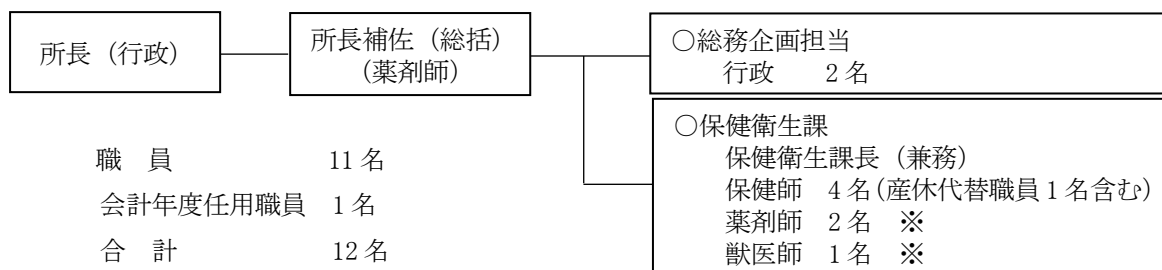 所長（行政）
所長補佐（総括）
（薬剤師）
○総務企画担当
行政　2名
○保健衛生課
保健衛生課長（兼務）
保健師　4名（産休代替職員1名含む）
薬剤師　2名　※
獣医師　1名　※
職　員　11名
会計年度任用職員　1名
合　計　12名